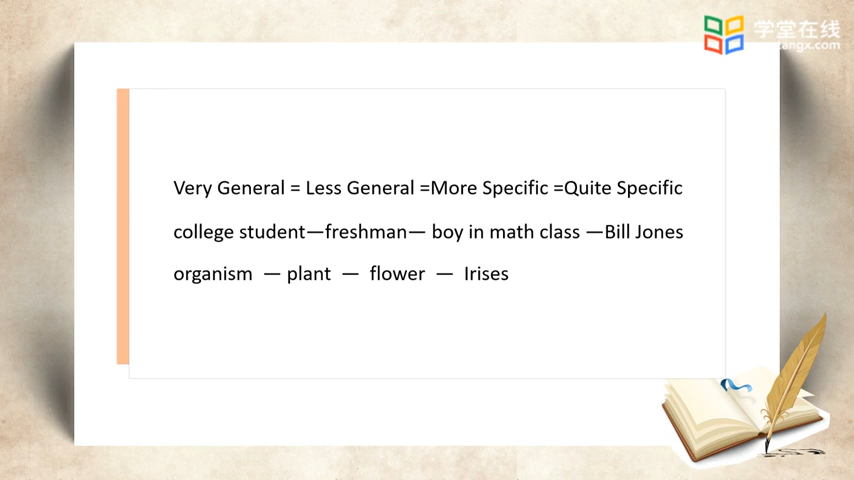 学堂在线
Very General = Less General =More Specific =Quite Specific
college student—freshman— boy in math class —Bill Jones
organism — plant — flower — Irises